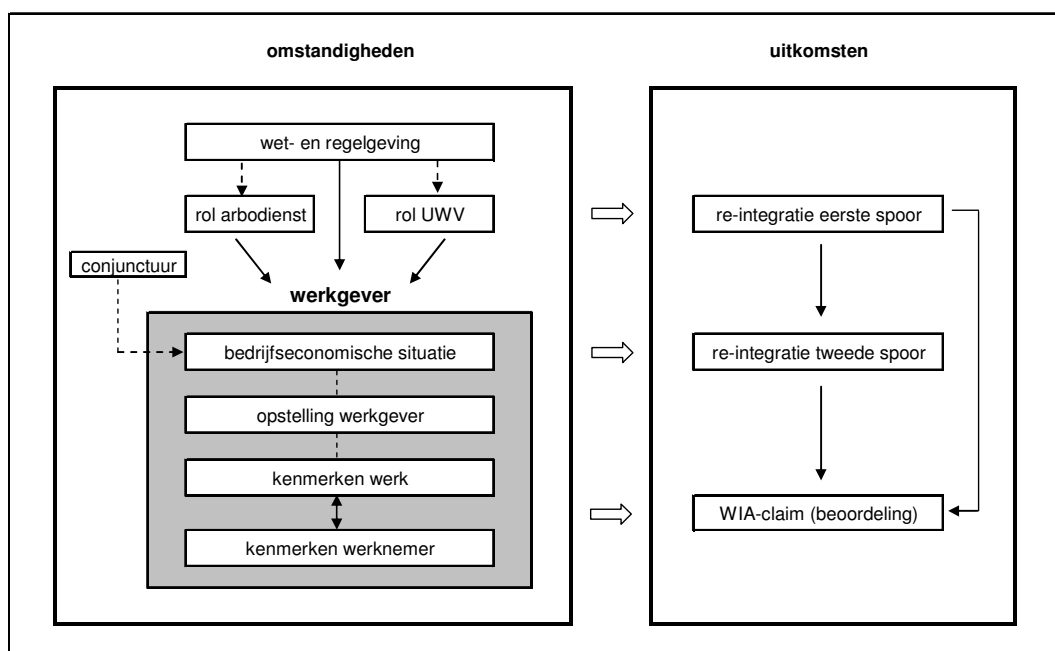 omstandigheden
uitkomsten
wet- en regelgeving
rol arbodienst
rol UWV
conjunctuur
werkgever
bedrijfseconomische situatie
opstelling werkgever
kenmerken werk
kenmerken werknemer
re-integratie eerste spoor
re-integratie tweede spoor
WIA-claim (beoordeling)